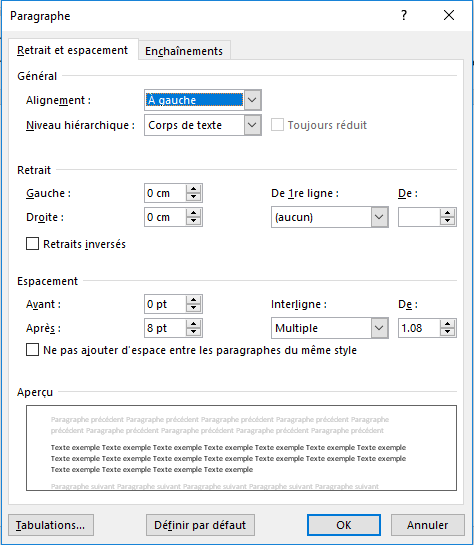 Paragraphe ? ×
Retrait et espacement Enchaînements
Général
Alignement : À gauche
Niveau hiérarchique : Corps de texte Toujours réduit
Retrait
Gauche : 0 cm De 1re ligne : De :
Droite : 0 cm (aucun)
Retraits inversés
Espacement
Avant : 0 pt Interligne : De :
Après : 8 pt Multiple 1.08
Ne pas ajouter d'espace entre les paragraphes du même style
Aperçu
Paragraphe précédent Paragraphe précédent Paragraphe précédent Paragraphe précédent Paragraphe
précédent Paragraphe précédent Paragraphe précédent Paragraphe précédent Paragraphe précédent
Texte exemple Texte exemple Texte exemple Texte exemple Texte exemple Texte exemple Texte exemple
Texte exemple Texte exemple Texte exemple Texte exemple Texte exemple Texte exemple Texte exemple
Texte exemple Texte exemple Texte exemple Texte exemple
Paragraphe suivant Paragraphe suivant Paragraphe suivant Paragraphe suivant Paragraphe suivant
Tabulations... Définir par défaut OK Annuler